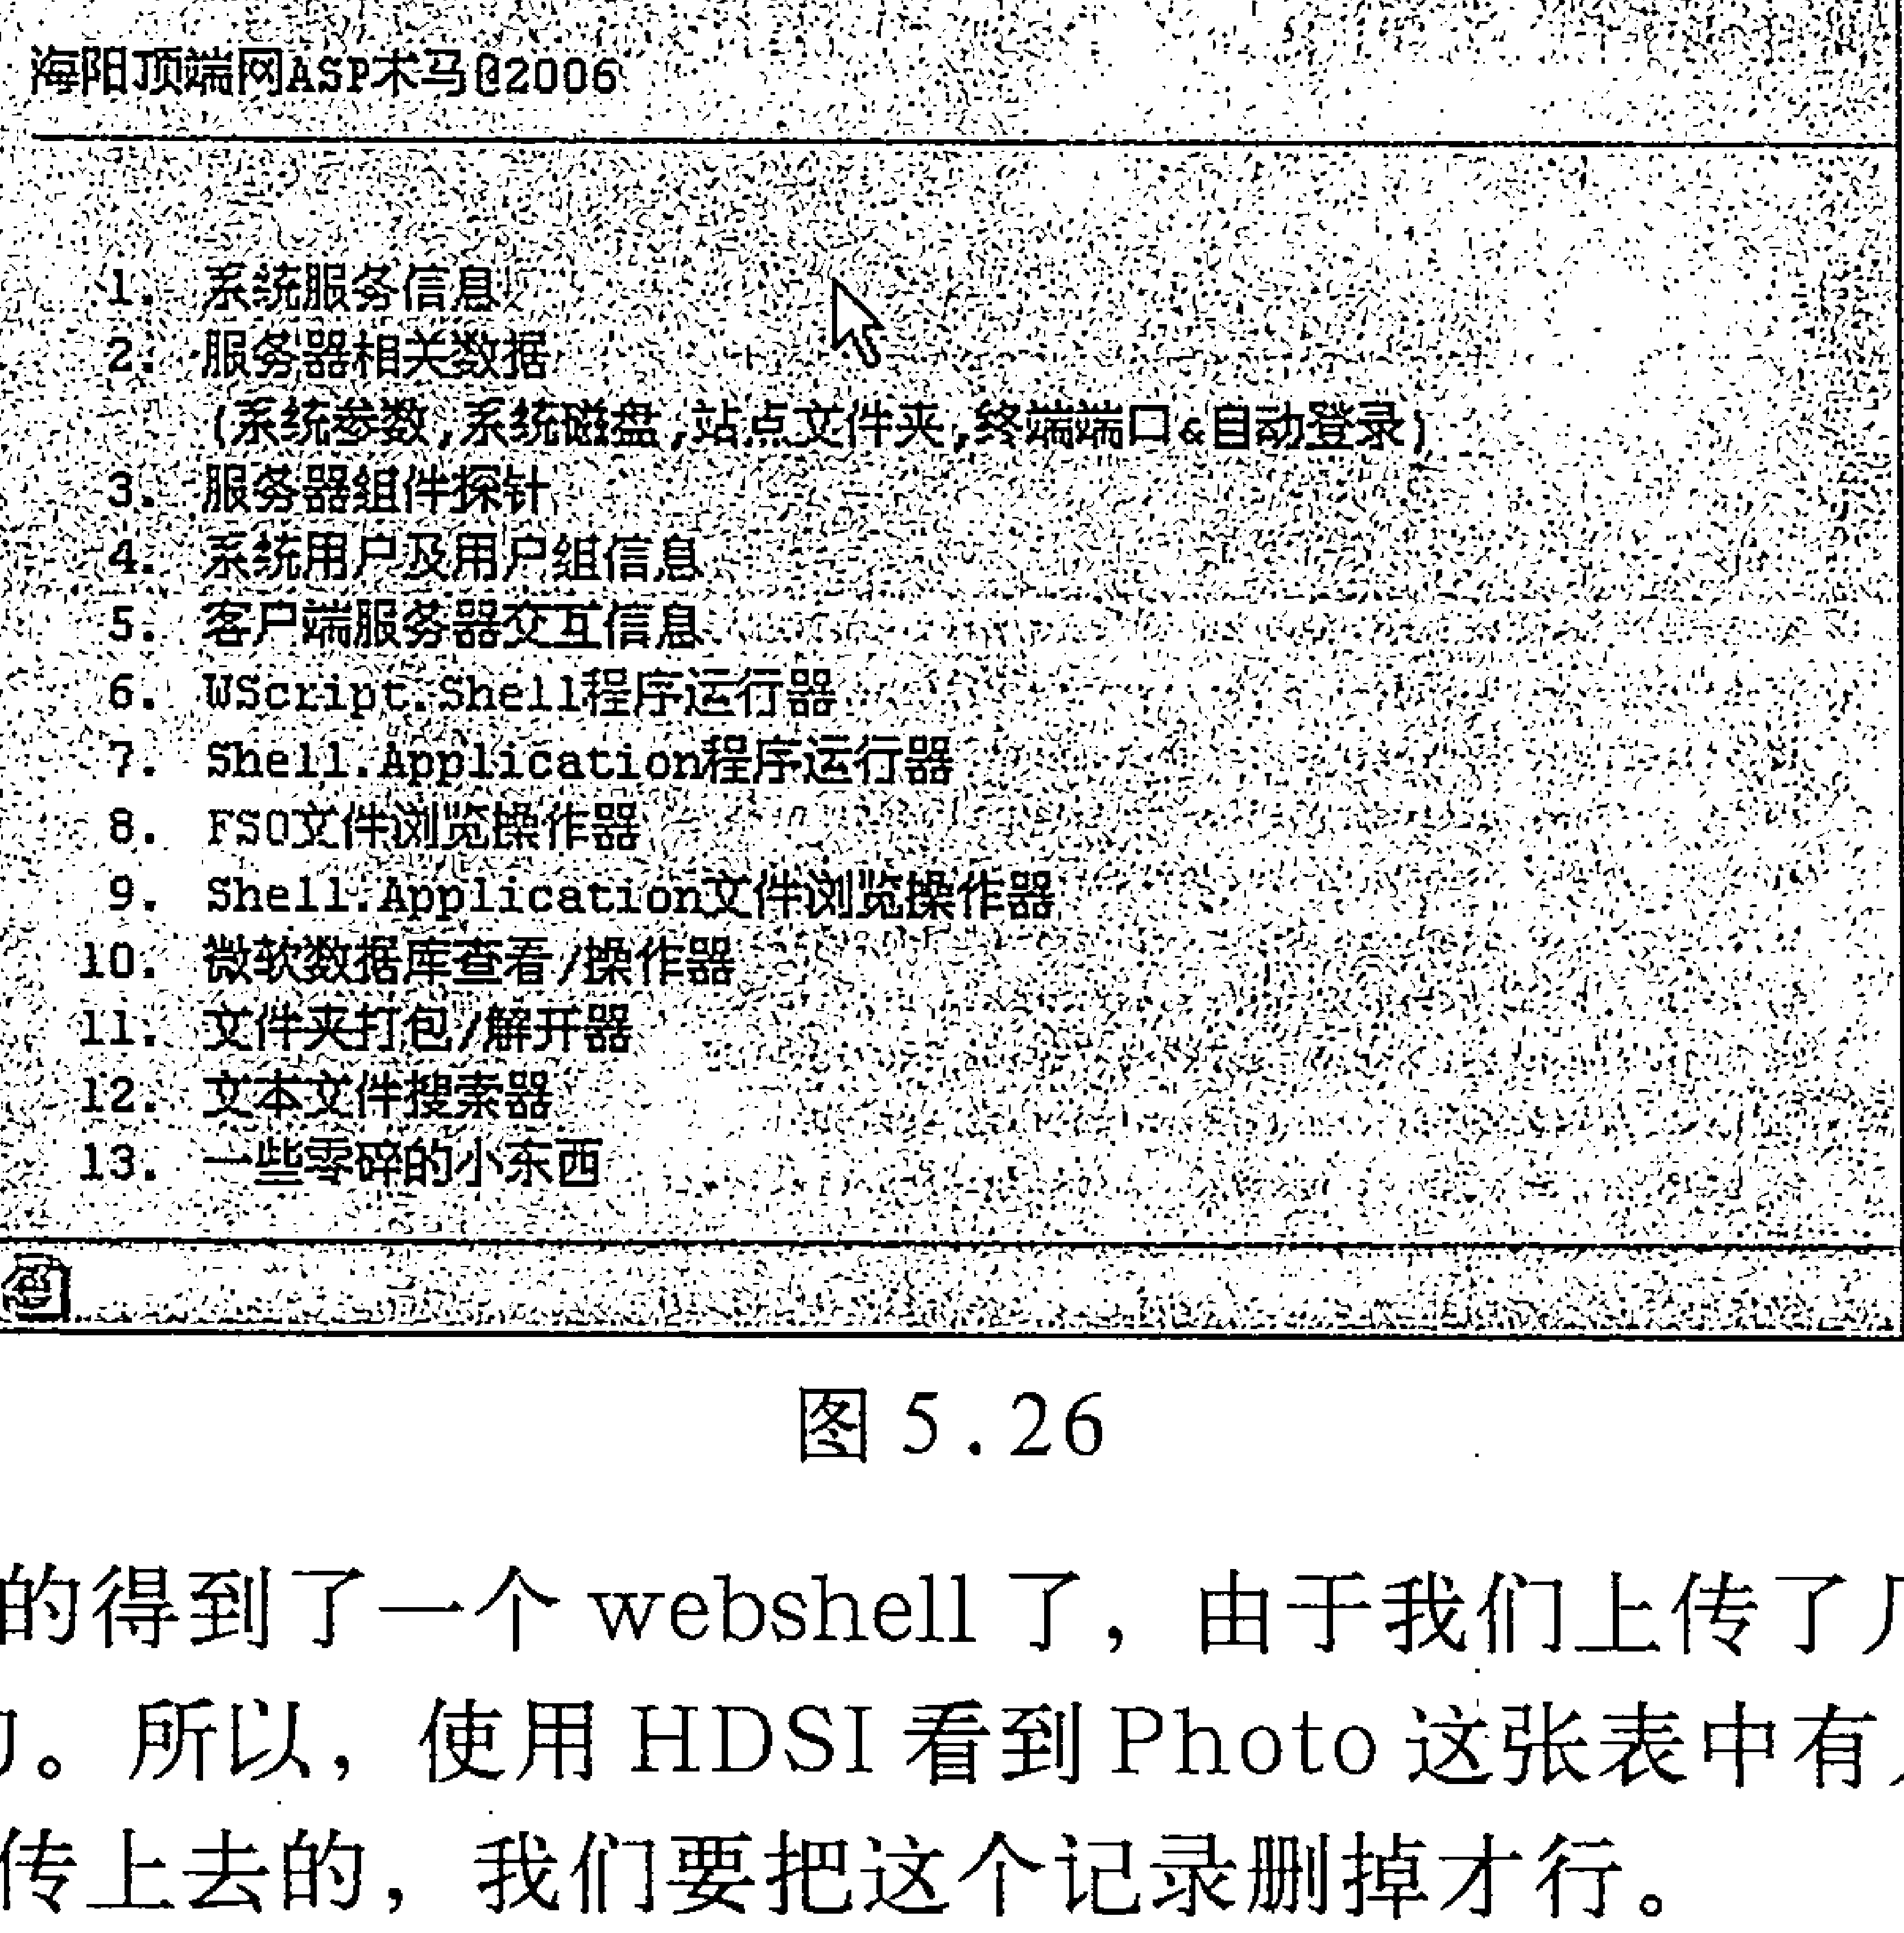 海阳顶端网ASP木马@2006
1. 系统服务信息
2. 服务器相关数据
(系统参数,系统磁盘,站点文件夹,终端端口&自动登录)
3. 服务器组件探针
4. 系统用户及用户组信息
5. 客户端服务器交互信息
6. WScript.Shell程序运行器
7. Shell.Application程序运行器
8. FSO文件浏览操作器
9. Shell.Application文件浏览操作器
10. 微软数据库查看/操作器
11. 文件夹打包/解开器
12. 文本文件搜索器
13. 一些零碎的小东西
图 5.26
的得到了一个 webshell 了，由于我们上传了
。所以，使用 HDSI 看到 Photo 这张表中有
传上去的，我们要把这个记录删掉才行。